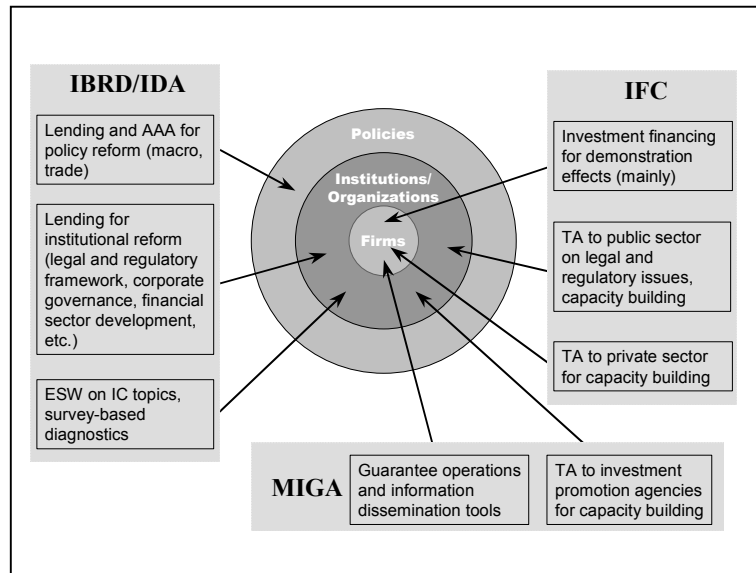 IBRD/IDA
Lending and AAA for
policy reform (macro,
trade)
Lending for
institutional reform
(legal and regulatory
framework, corporate
governance, financial
sector development,
etc.)
ESW on IC topics,
survey-based
diagnostics
Policies
Institutions/
Organizations
Firms
IFC
Investment financing
for demonstration
effects (mainly)
TA to public sector
on legal and
regulatory issues,
capacity building
TA to private sector
for capacity building
MIGA
Guarantee operations
and information
dissemination tools
TA to investment
promotion agencies
for capacity building